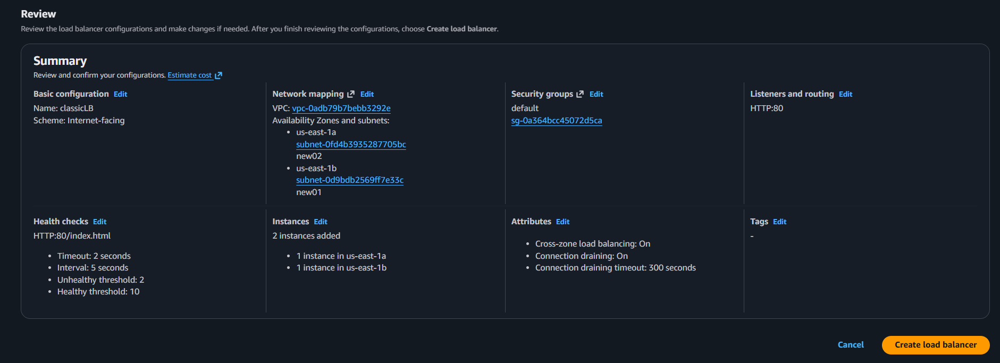 Review
Review the load balancer configurations and make changes if needed. After you finish reviewing the configurations, choose Create load balancer.
Summary
Review and confirm your configurations. Estimate cost
Basic configuration Edit
Name: classicLB
Scheme: Internet-facing
Network mapping Edit
VPC: vpc-0adb79b7bebb3292e
Availability Zones and subnets:
• us-east-1a
subnet-0fd4b3935287705bc
new02
• us-east-1b
subnet-0d9bdb2569ff7e33c
new01
Security groups Edit
default
sg-0a364bcc45072d5ca
Listeners and routing Edit
HTTP:80
Health checks Edit
HTTP:80/index.html
• Timeout: 2 seconds
• Interval: 5 seconds
• Unhealthy threshold: 2
• Healthy threshold: 10
Instances Edit
2 instances added
• 1 instance in us-east-1a
• 1 instance in us-east-1b
Attributes Edit
• Cross-zone load balancing: On
• Connection draining: On
• Connection draining timeout: 300 seconds
Tags Edit
-
Cancel
Create load balancer